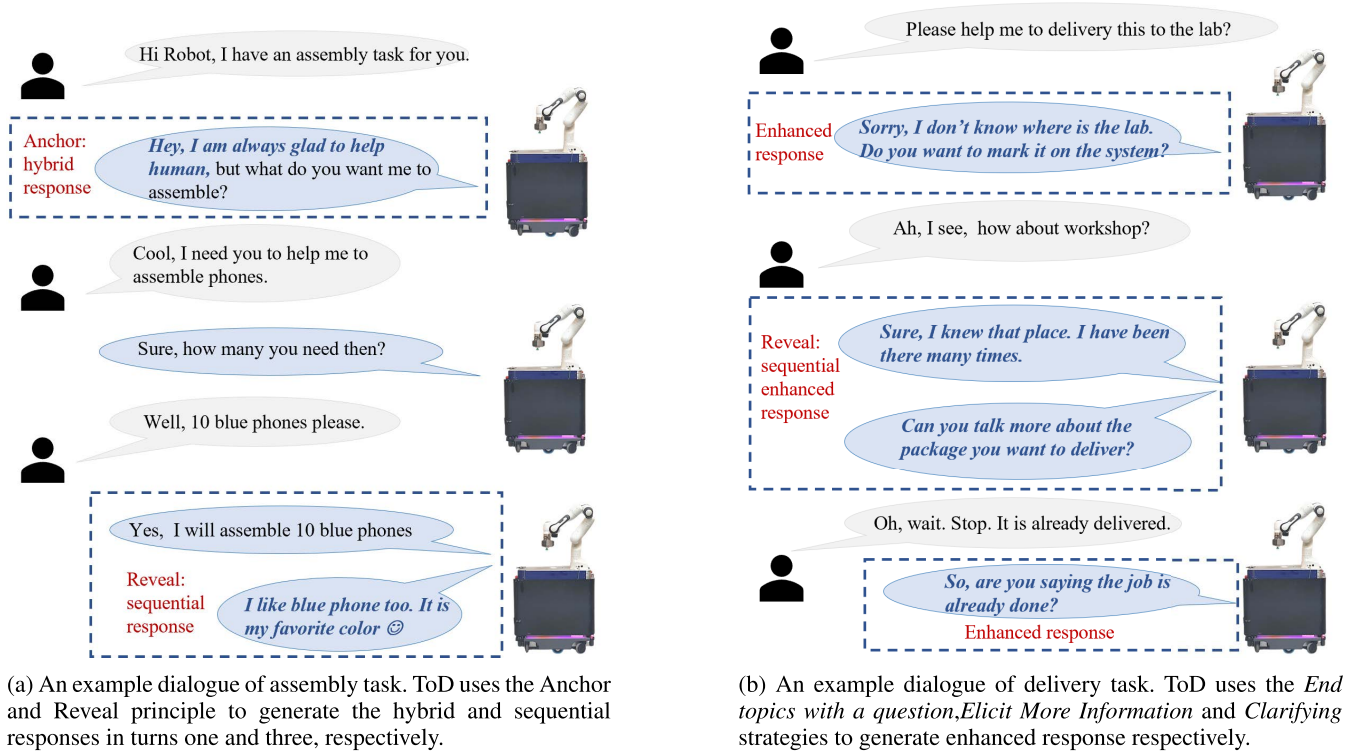 Hi Robot, I have an assembly task for you.
Anchor:
hybrid
response
Hey, I am always glad to help
human, but what do you want me to
assemble?
Cool, I need you to help me to
assemble phones.
Sure, how many you need then?
Well, 10 blue phones please.
Yes,  I will assemble 10 blue phones
Reveal:
sequential
response
I like blue phone too. It is
my favorite color ☺
(a) An example dialogue of assembly task. ToD uses the Anchor
and Reveal principle to generate the hybrid and sequential
responses in turns one and three, respectively.
Please help me to delivery this to the lab?
Enhanced
response
Sorry, I don't know where is the lab.
Do you want to mark it on the system?
Ah, I see,  how about workshop?
Reveal:
sequential
enhanced
response
Sure, I knew that place. I have been
there many times.
Can you talk more about the
package you want to deliver?
Oh, wait. Stop. It is already delivered.
So, are you saying the job is
already done?
Enhanced response
(b) An example dialogue of delivery task. ToD uses the End
topics with a question,Elicit More Information and Clarifying
strategies to generate enhanced response respectively.